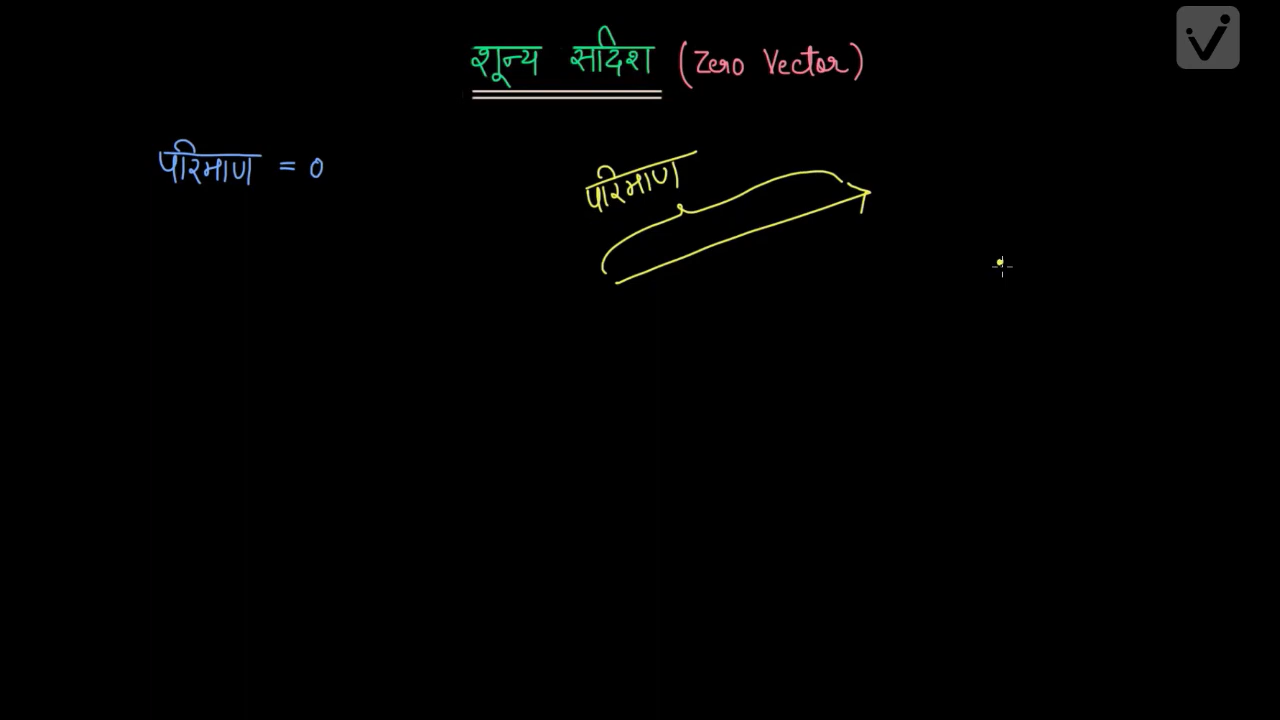 शून्य सदिश (Zero Vector)
परिमाण = 0
परिमाण